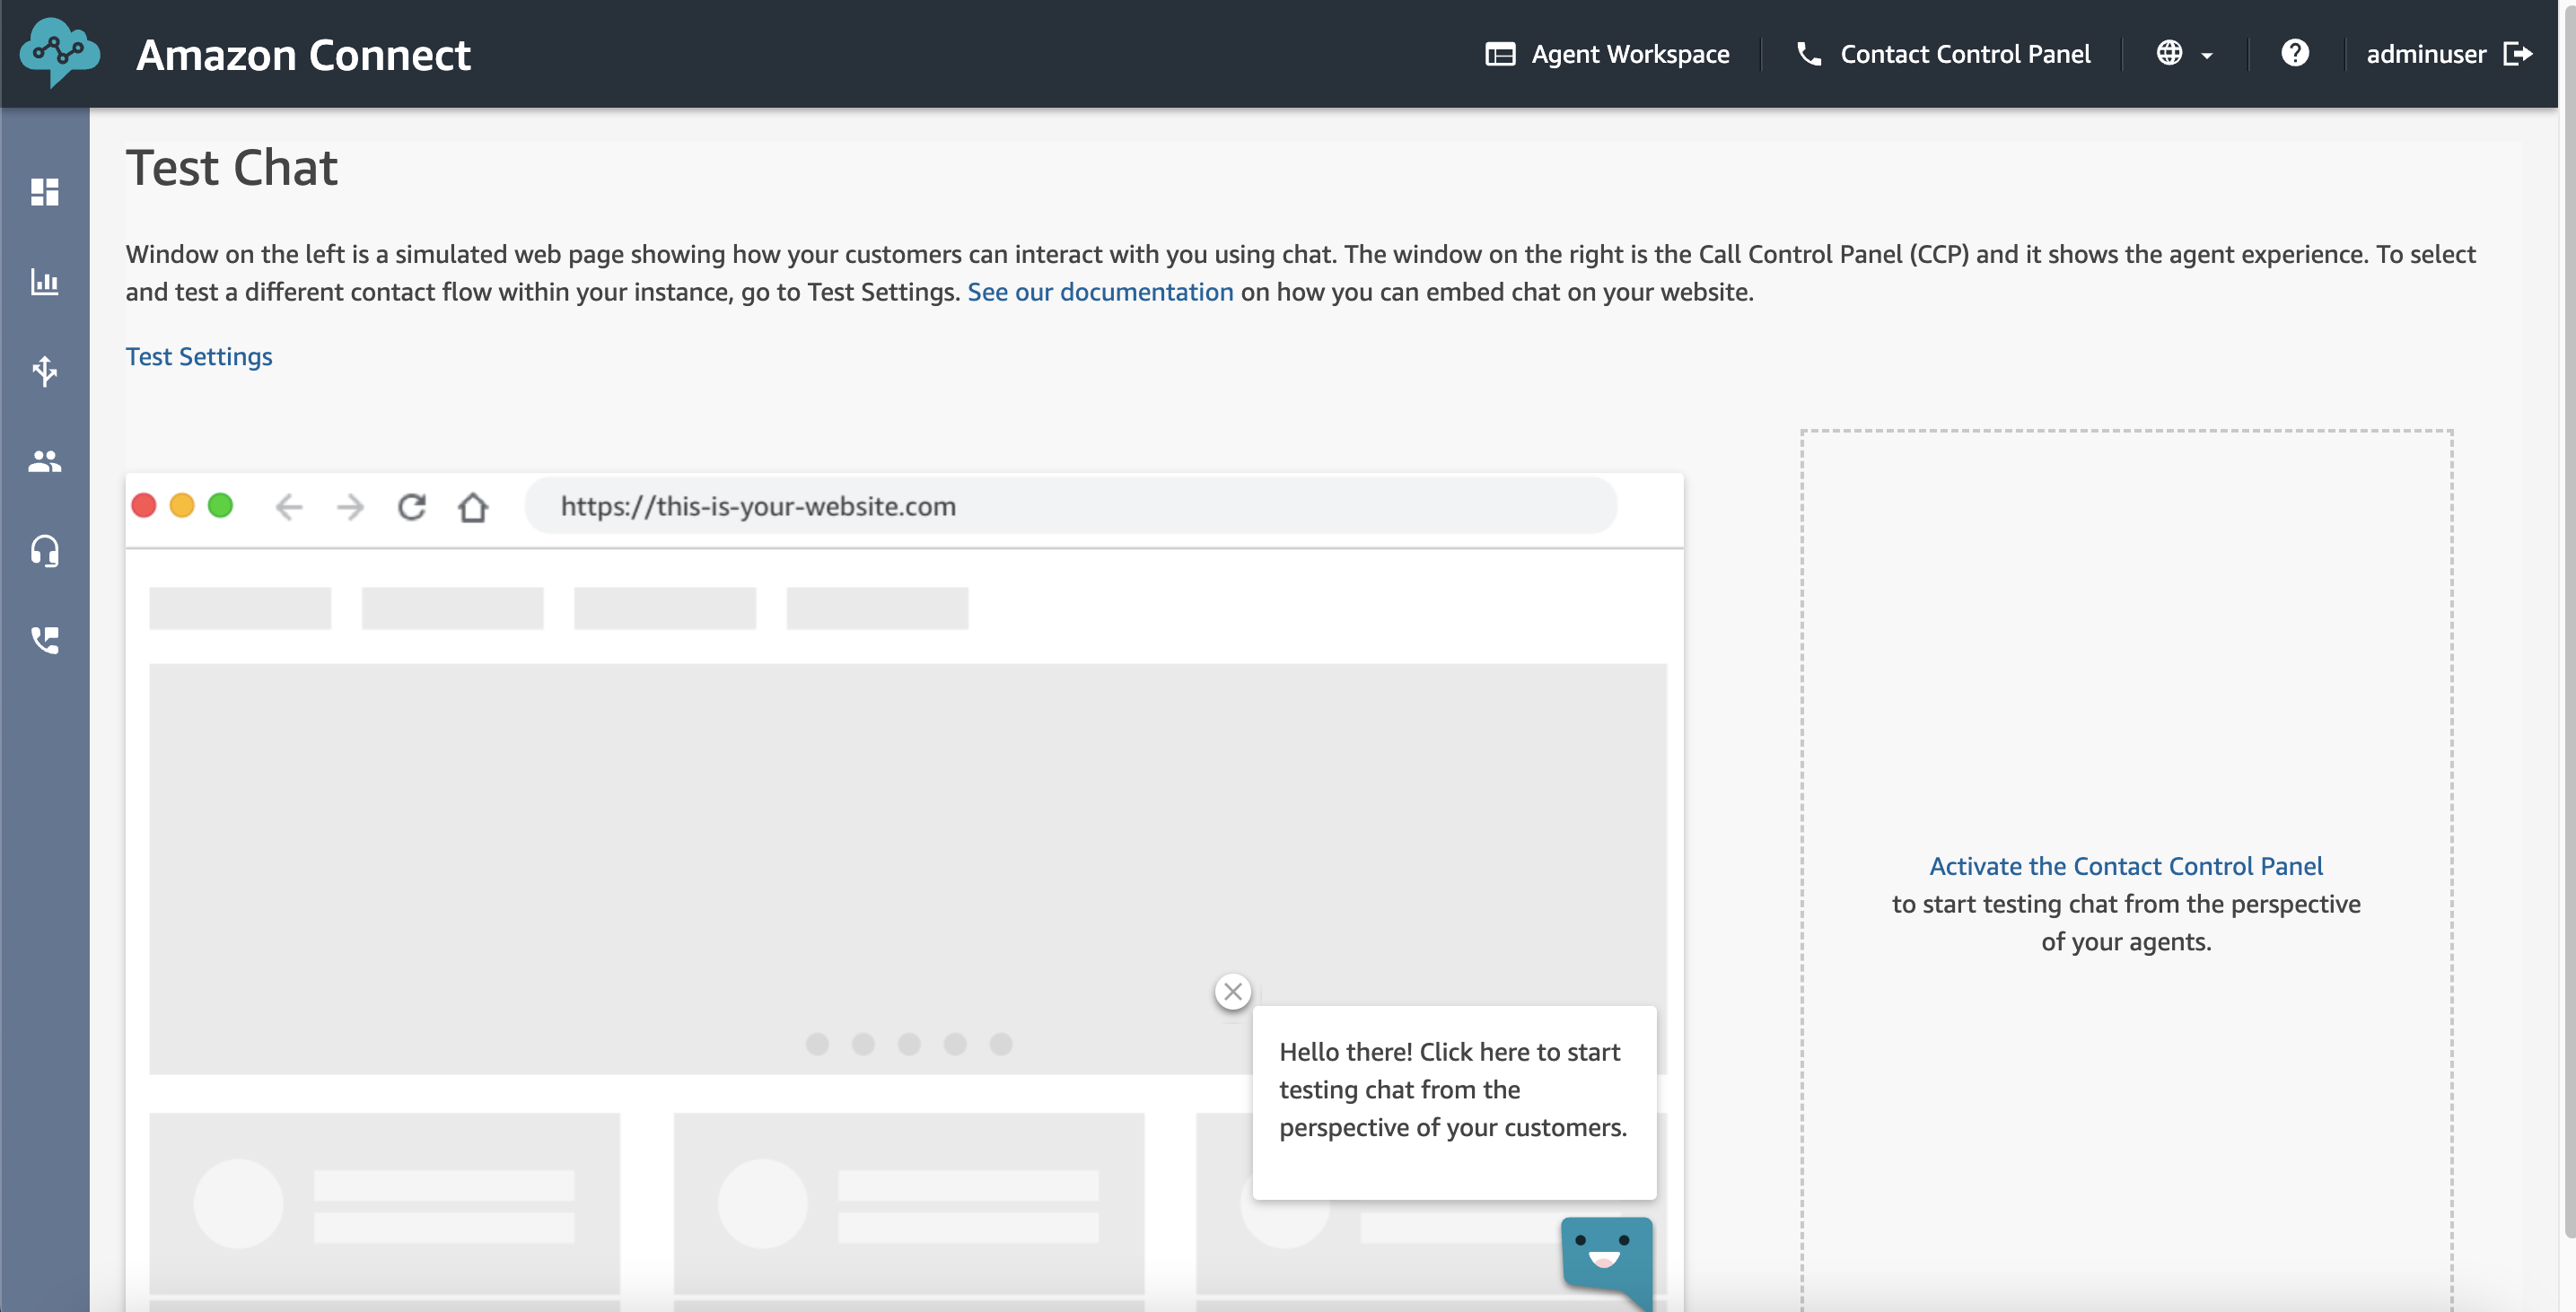 Amazon Connect
Agent Workspace
Contact Control Panel
adminuser
Test Chat
Window on the left is a simulated web page showing how your customers can interact with you using chat. The window on the right is the Call Control Panel (CCP) and it shows the agent experience. To select
and test a different contact flow within your instance, go to Test Settings. See our documentation on how you can embed chat on your website.
Test Settings
https://this-is-your-website.com
Activate the Contact Control Panel
to start testing chat from the perspective
of your agents.
Hello there! Click here to start
testing chat from the
perspective of your customers.